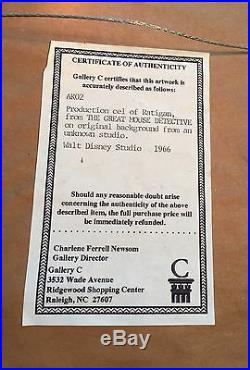 CERTIFICATE OF AUTHENTICITY
Gallery C certifies that this artwork is
accurately described as follows:
AK02
Production cel of Ratigan,
from THE GREAT MOUSE DETECTIVE
on original background from an
unknown studio.
Walt Disney Studio 1966
Should any reasonable doubt arise
concerning the authenticity of the above
described item, the full purchase price will
be immediately refunded.
Charlene Ferrell Newsom
Gallery Director
Gallery C
3532 Wade Avenue
Ridgewood Shopping Center
Raleigh, NC 27607
C